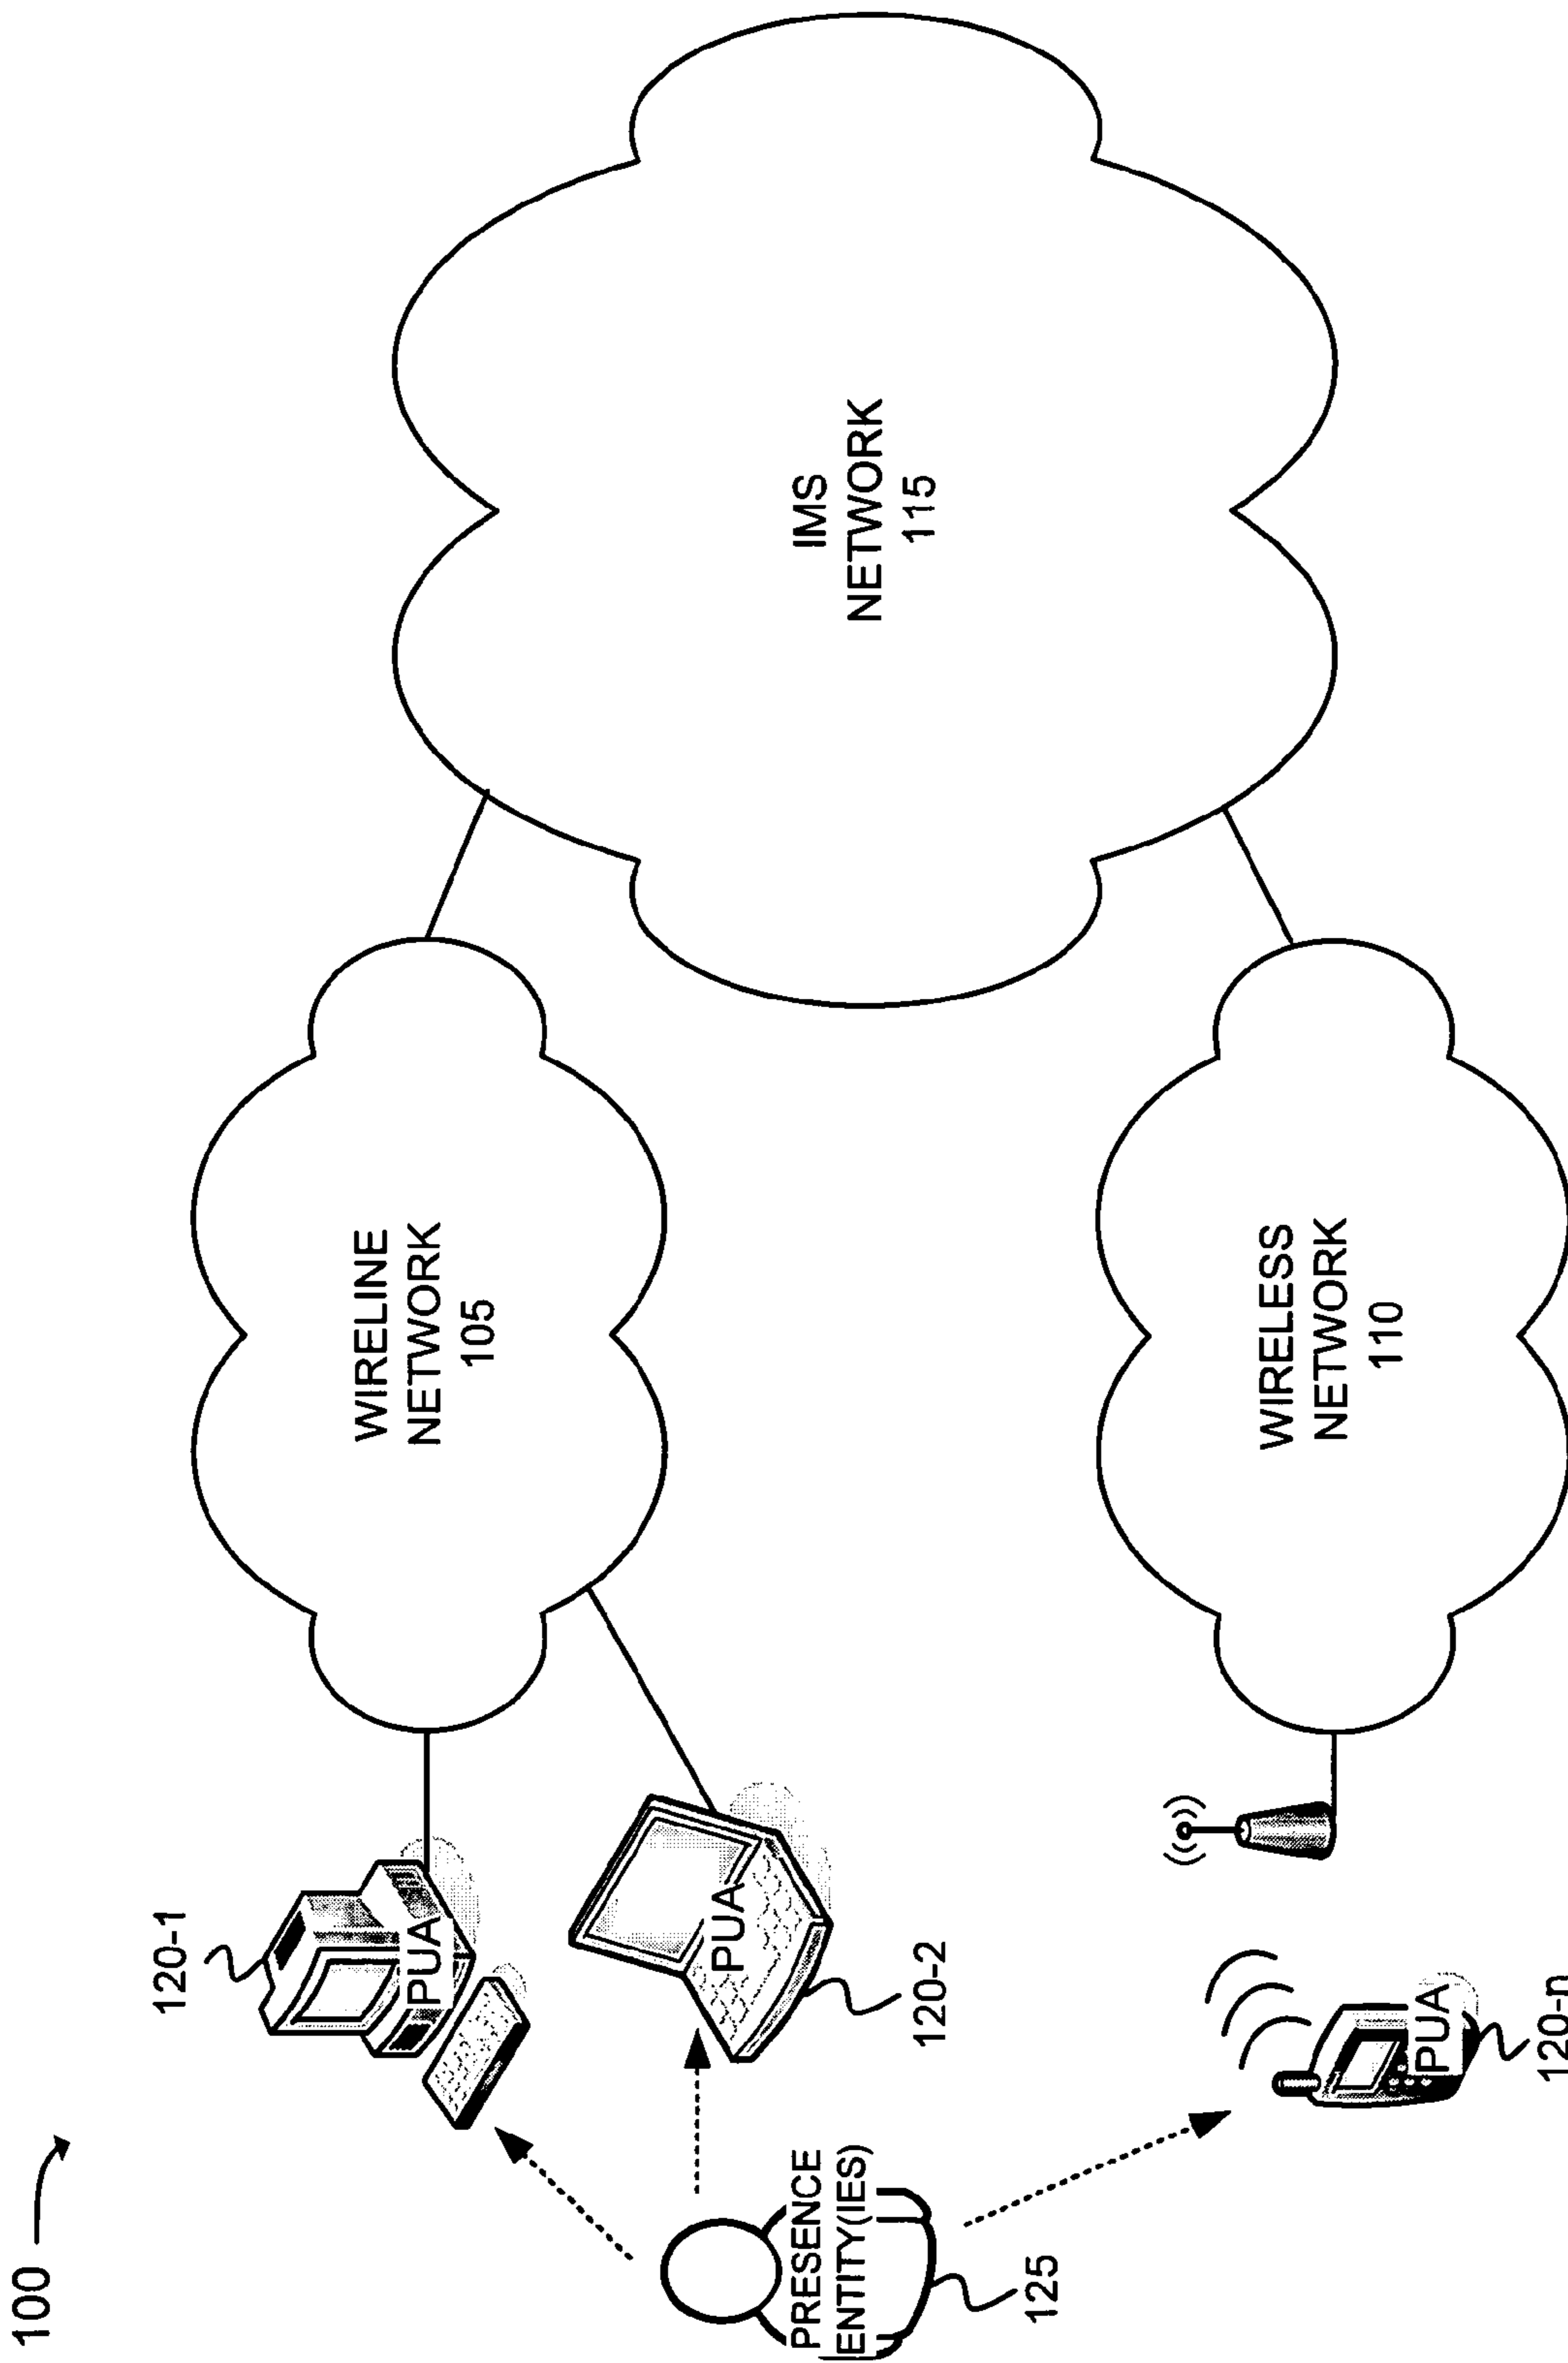 100
120-1
PUA
WIRELINE
NETWORK
105
IMS
NETWORK
115
PRESENCE
ENTITY(IES)
125
PUA
120-2
PUA
120-n
WIRELESS
NETWORK
110